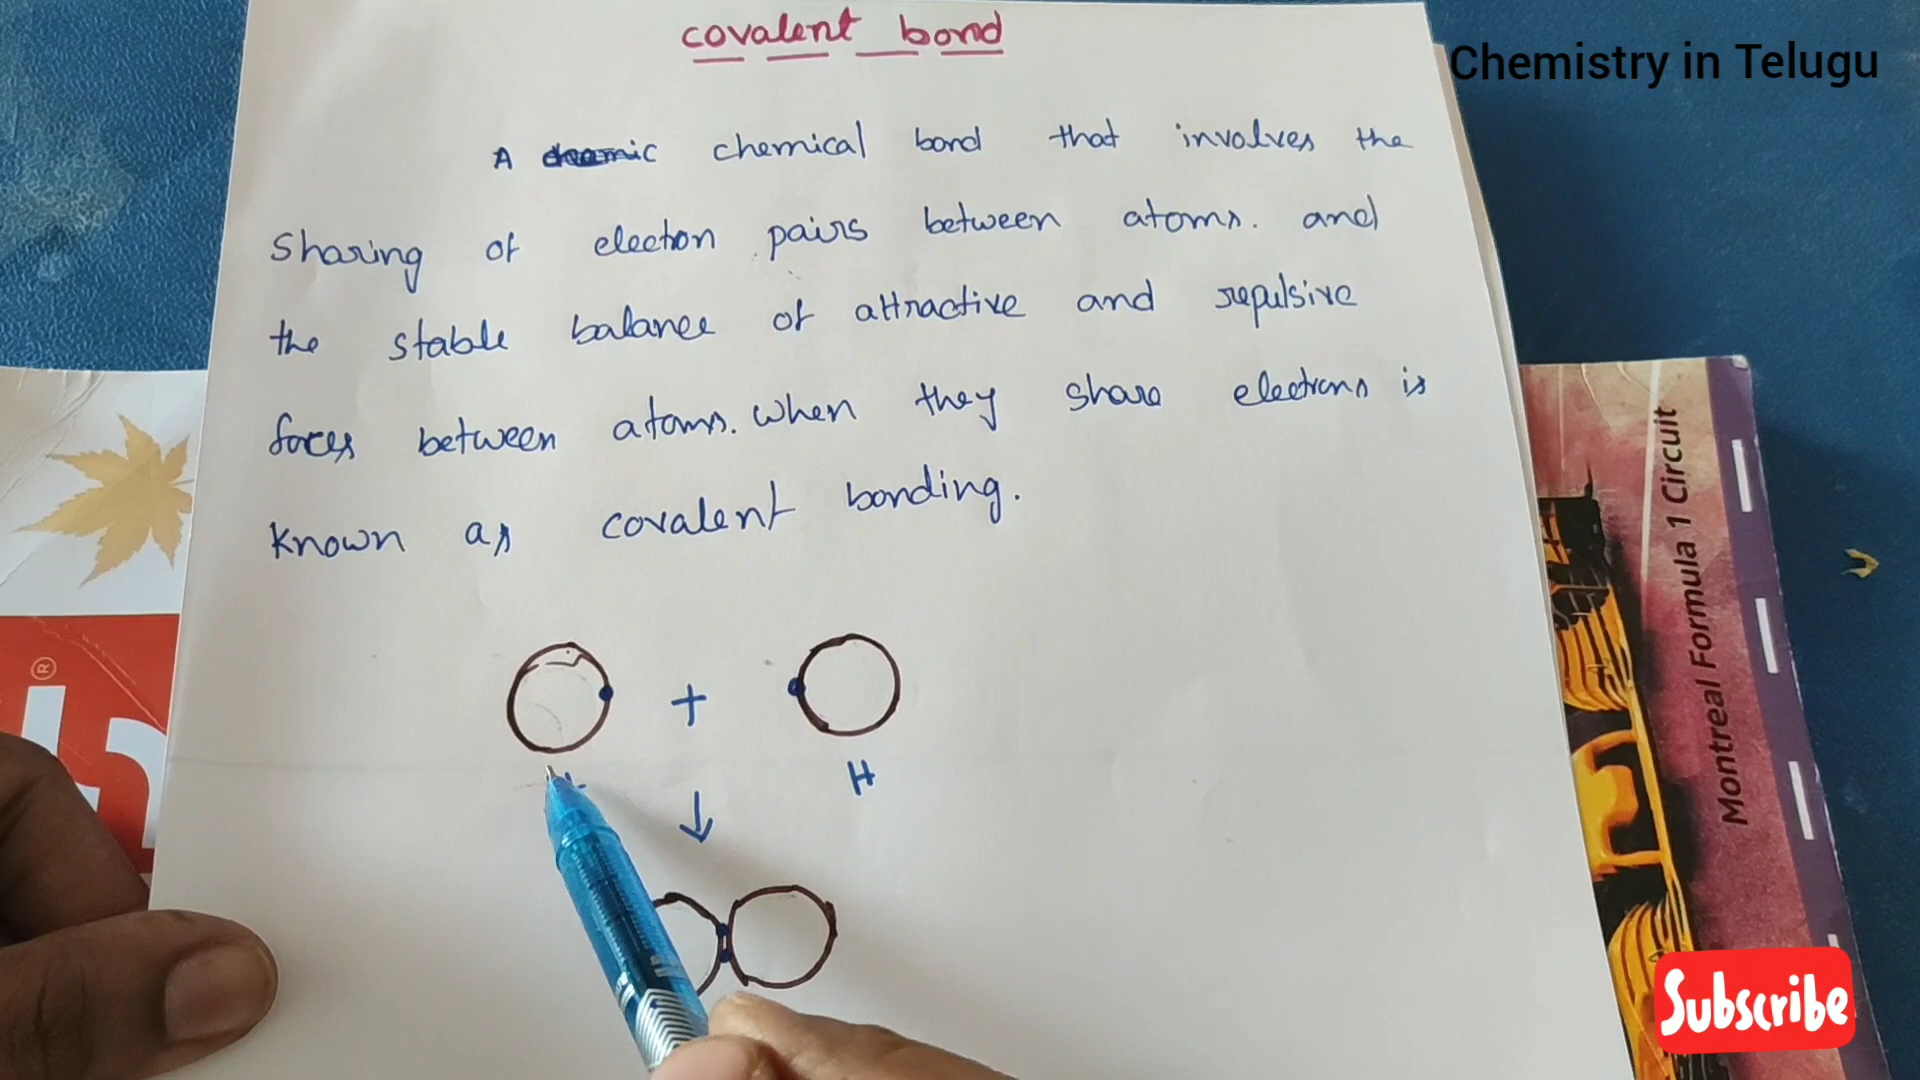 covalent bond
Chemistry in Telugu
A chemical bond that involves the
sharing of electron pairs between atoms. and
the stable balance of attractive and repulsive
forces between atoms. when they share electrons is
known as covalent bonding.
+
H
↓
Montreal Formula 1 Circuit
®
Subscribe